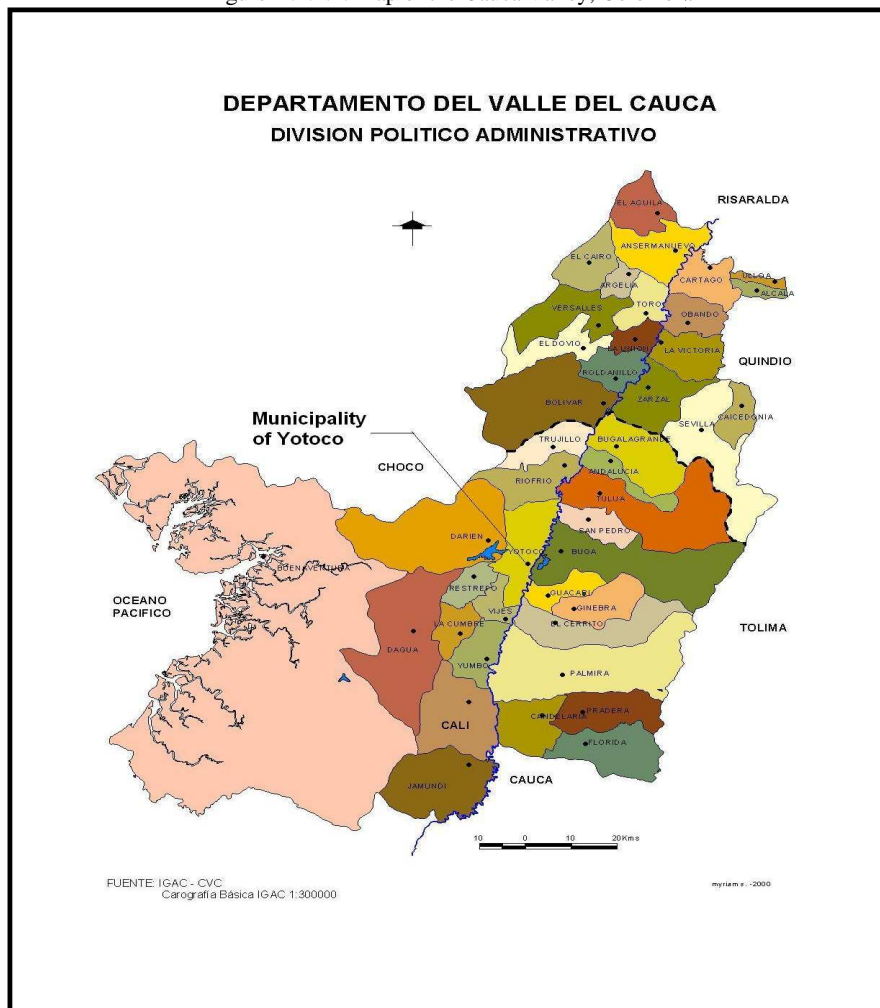 DEPARTAMENTO DEL VALLE DEL CAUCA
DIVISION POLITICO ADMINISTRATIVO
RISARALDA
EL AGUILA
ANSERMANUEVO
EL CAIRO
CARTAGO
ULLOA
ARGELIA
ALCALA
TORO
VERSALLES
OBANDO
EL DOVIO
LA UNION
LA VICTORIA
QUINDIO
ROLDANILLO
ZARZAL
BOLIVAR
CAICEDONIA
SEVILLA
Municipality
of Yotoco
TRUJILLO
BUGALAGRANDE
CHOCO
ANDALUCIA
RIOFRIO
TULUA
SAN PEDRO
DARIEN
YOTOCO
BUGA
BUENAVENTURA
RESTREPO
GUACARI
OCEANO
PACIFICO
GINEBRA
VIJES
EL CERRITO
LA CUMBRE
TOLIMA
DAGUA
YUMBO
PALMIRA
PRADERA
CANDELARIA
CALI
FLORIDA
CAUCA
JAMUNDI
10 0 10 20Kms
FUENTE: IGAC - CVC
Carografía Básica IGAC 1:300000
myriam s. -2000